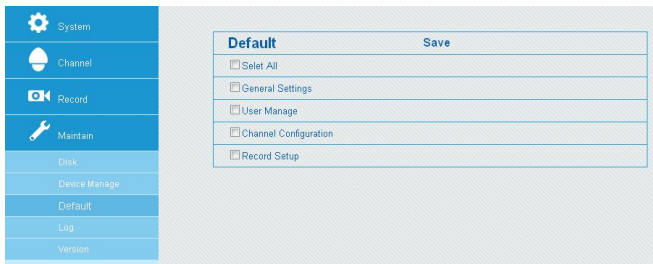 System
Channel
Record
Maintain
Disk
Device Manage
Default
Log
Version
Default Save
Selet All
General Settings
User Manage
Channel Configuration
Record Setup